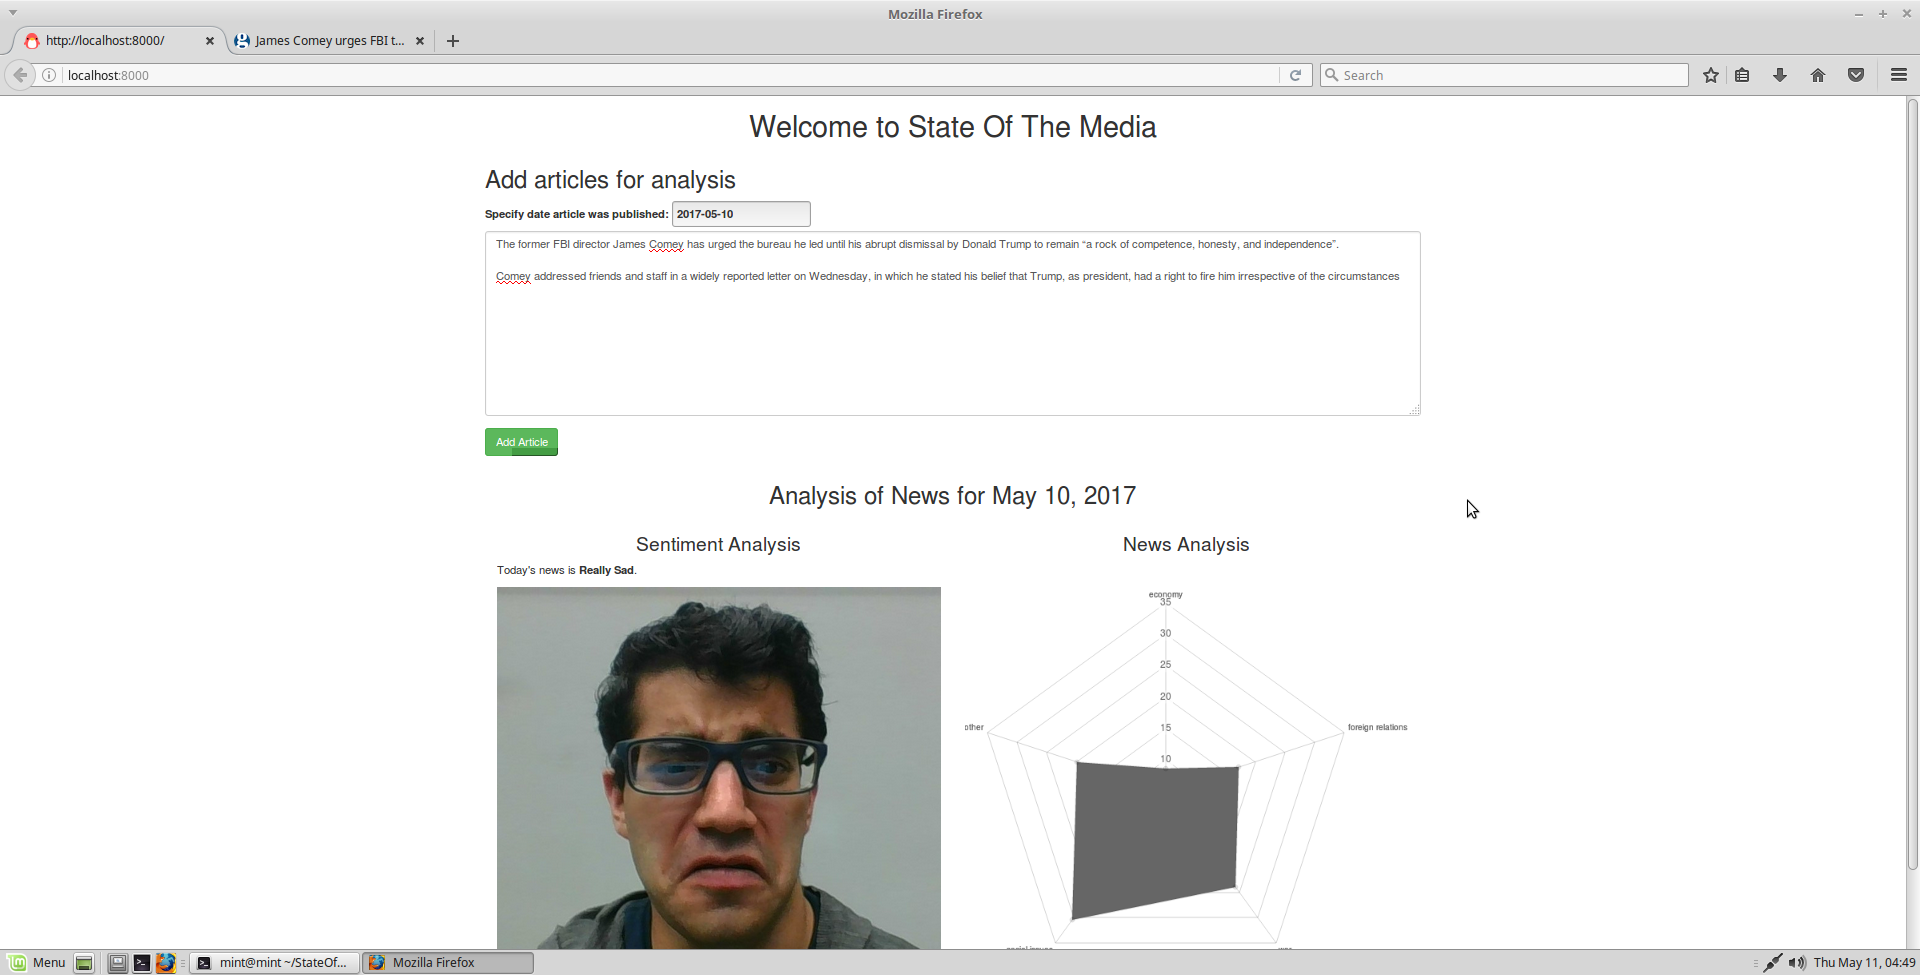 Mozilla Firefox
http://localhost:8000/
James Comey urges FBI t...
localhost:8000
Search
Welcome to State Of The Media
Add articles for analysis
Specify date article was published: 2017-05-10
The former FBI director James Comey has urged the bureau he led until his abrupt dismissal by Donald Trump to remain “a rock of competence, honesty, and independence”.
Comey addressed friends and staff in a widely reported letter on Wednesday, in which he stated his belief that Trump, as president, had a right to fire him irrespective of the circumstances
Add Article
Analysis of News for May 10, 2017
Sentiment Analysis
Today's news is Really Sad.
News Analysis
economy
35
30
25
20
15
10
other
foreign relations
Menu
mint@mint ~/StateOf...
Mozilla Firefox
Thu May 11, 04:49